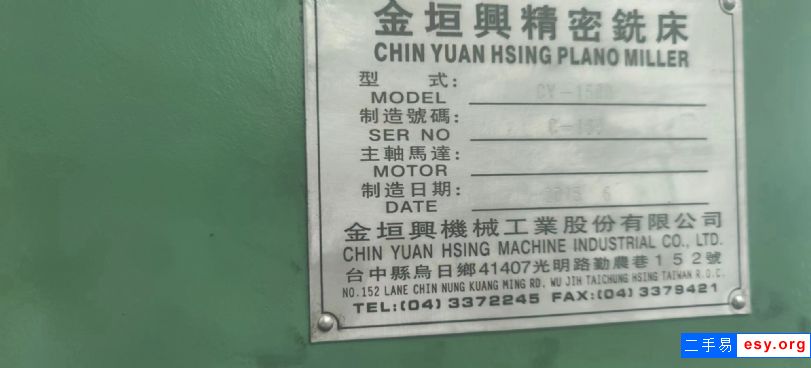 金垣興精密銑床
CHIN YUAN HSING PLANO MILLER
型 式:
MODEL
制造號碼:
SER NO
主軸馬達:
MOTOR
制造日期:
DATE
金垣興機械工業股份有限公司
CHIN YUAN HSING MACHINE INDUSTRIAL CO., LTD.
台中縣烏日鄉41407光明路勤農巷152號
NO.152 LANE CHIN NUNG KUANG MING RD, WU JIH TAICHUNG HSING TAIWAN R.O.C.
TEL:(04) 3372245 FAX:(04) 3379421
二手易 esy.org